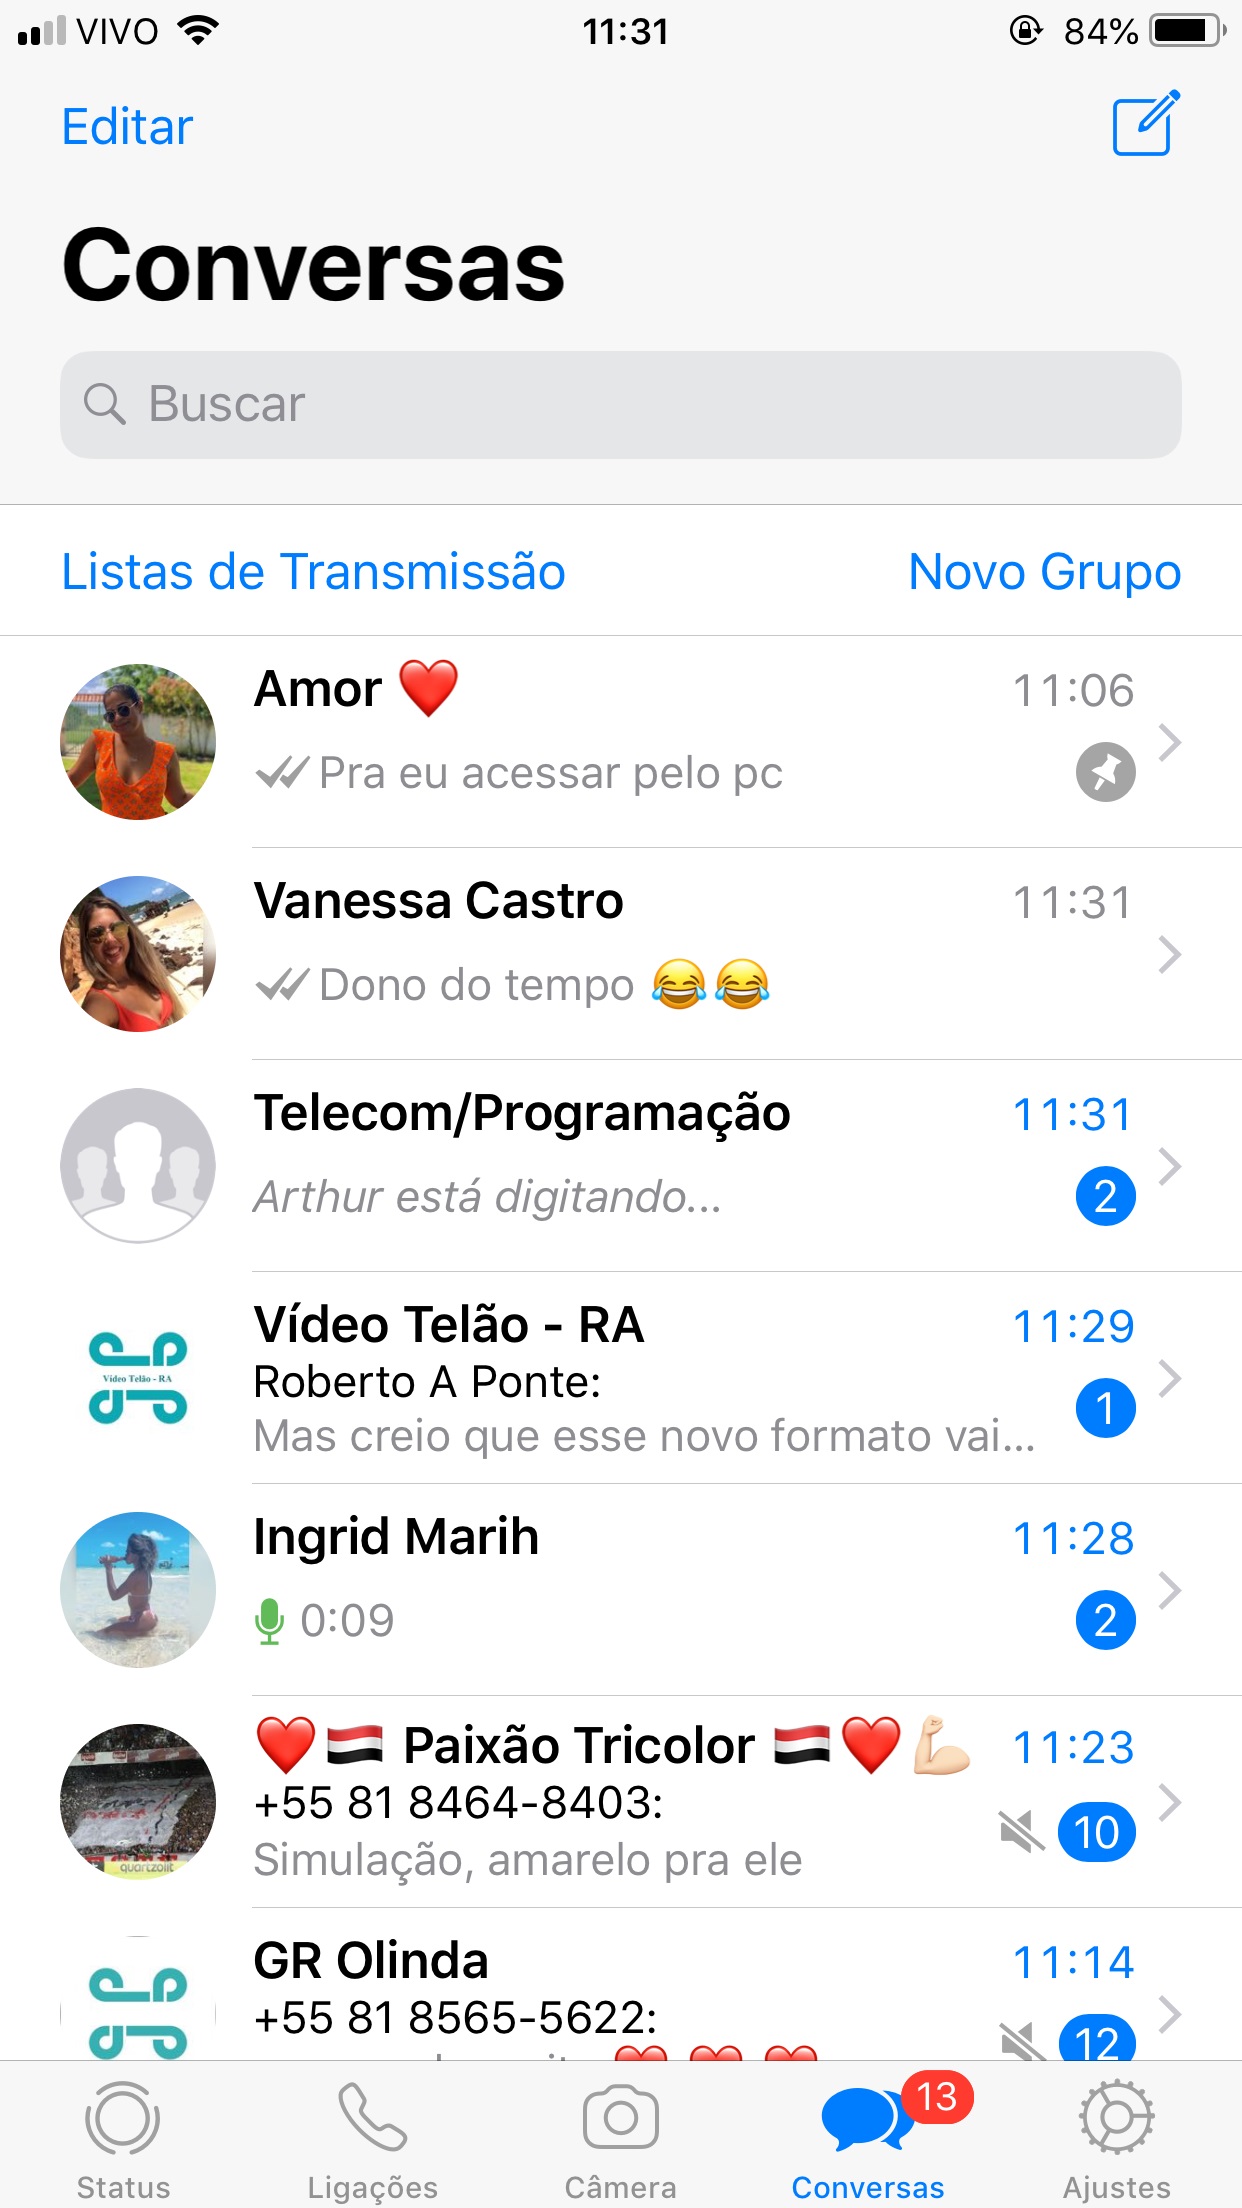 VIVO 11:31 84%
Editar
Conversas
Buscar
Listas de Transmissão Novo Grupo
Amor ❤️ 11:06
Pra eu acessar pelo pc
Vanessa Castro 11:31
Dono do tempo 😂😂
Telecom/Programação 11:31
Arthur está digitando... 2
Vídeo Telão - RA 11:29
Vídeo Telão - RA
Roberto A Ponte:
Mas creio que esse novo formato vai... 1
Ingrid Marih 11:28
0:09 2
❤️🇾🇪 Paixão Tricolor 🇾🇪❤️💪🏻 11:23
+55 81 8464-8403:
Simulação, amarelo pra ele 10
quartzolit
GR Olinda 11:14
+55 81 8565-5622:
12
13
Status Ligações Câmera Conversas Ajustes